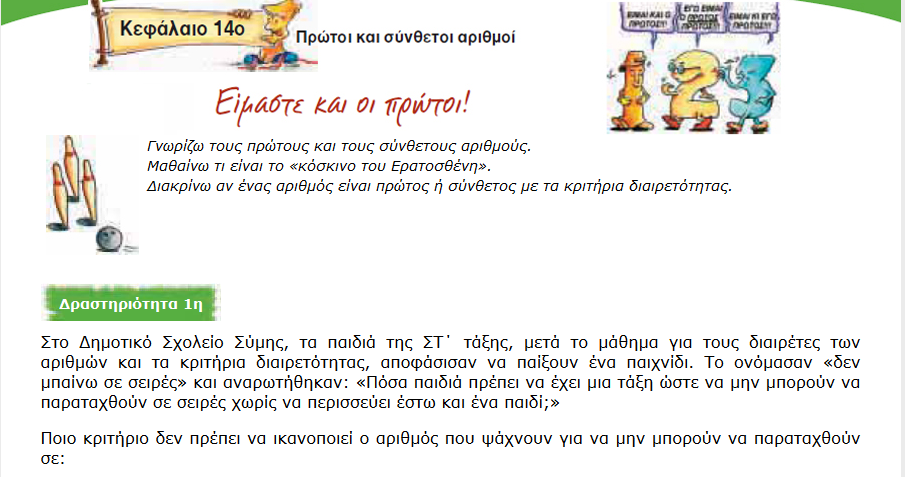 Κεφάλαιο 14ο
Πρώτοι και σύνθετοι αριθμοί
ΕΙΜΑΙ ΚΑΙ Ο ΠΡΩΤΟΣ!!!
ΕΓΩ ΕΙΜΑΙ Ο ΠΡΩΤΟΣ!!!
ΕΙΜΑΙ ΚΙ ΕΓΩ ΠΡΩΤΟΣ!!!
Είμαστε και οι πρώτοι!
Γνωρίζω τους πρώτους και τους σύνθετους αριθμούς.
Μαθαίνω τι είναι το «κόσκινο του Ερατοσθένη».
Διακρίνω αν ένας αριθμός είναι πρώτος ή σύνθετος με τα κριτήρια διαιρετότητας.
Δραστηριότητα 1η
Στο Δημοτικό Σχολείο Σύμης, τα παιδιά της ΣΤ΄ τάξης, μετά το μάθημα για τους διαιρέτες των
αριθμών και τα κριτήρια διαιρετότητας, αποφάσισαν να παίξουν ένα παιχνίδι. Το ονόμασαν «δεν
μπαίνω σε σειρές» και αναρωτήθηκαν: «Πόσα παιδιά πρέπει να έχει μια τάξη ώστε να μην μπορούν να
παραταχθούν σε σειρές χωρίς να περισσεύει έστω και ένα παιδί;»
Ποιο κριτήριο δεν πρέπει να ικανοποιεί ο αριθμός που ψάχνουν για να μην μπορούν να παραταχθούν
σε: